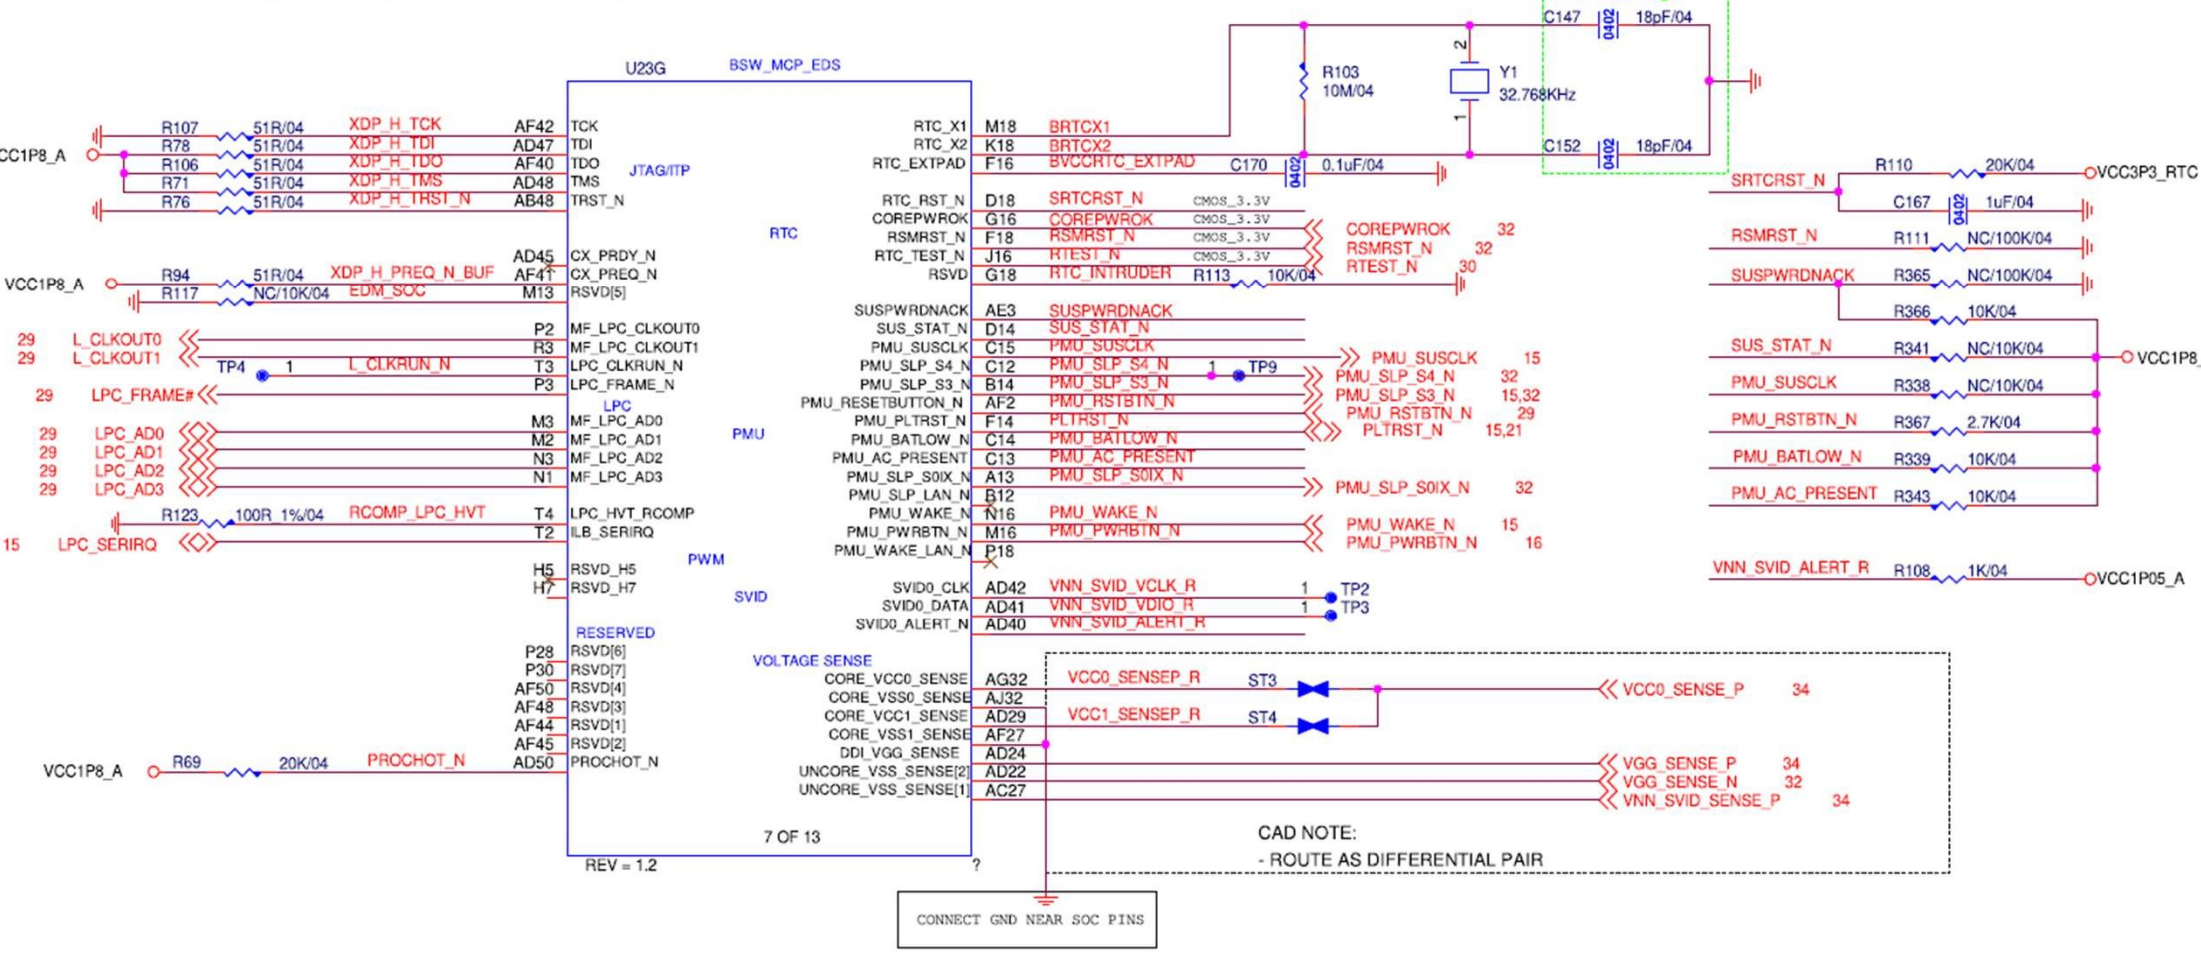 U23G BSW_MCP_EDS
C147 0402 18pF/04
R103 10M/04
2 Y1 32.768KHz 1
C152 0402 18pF/04
R107 51R/04 XDP_H_TCK AF42 TCK
R78 51R/04 XDP_H_TDI AD47 TDI
CC1P8_A
R106 51R/04 XDP_H_TDO AF40 TDO
R71 51R/04 XDP_H_TMS AD48 TMS
R76 51R/04 XDP_H_TRST_N AB48 TRST_N
JTAG/ITP
RTC
AD45 CX_PRDY_N
VCC1P8_A R94 51R/04 XDP_H_PREQ_N_BUF AF41 CX_PREQ_N
R117 NC/10K/04 EDM_SOC M13 RSVD[5]
29 L_CLKOUT0 P2 MF_LPC_CLKOUT0
29 L_CLKOUT1 R3 MF_LPC_CLKOUT1
TP4 1 L_CLKRUN_N T3 LPC_CLKRUN_N
29 LPC_FRAME# P3 LPC_FRAME_N
LPC
29 LPC_AD0 M3 MF_LPC_AD0
29 LPC_AD1 M2 MF_LPC_AD1
29 LPC_AD2 N3 MF_LPC_AD2
29 LPC_AD3 N1 MF_LPC_AD3
PMU
R123 100R_1%/04 RCOMP_LPC_HVT T4 LPC_HVT_RCOMP
15 LPC_SERIRQ T2 ILB_SERIRQ
PWM
H5 RSVD_H5
H7 RSVD_H7
SVID
RESERVED
P28 RSVD[6]
P30 RSVD[7]
AF50 RSVD[4]
AF48 RSVD[3]
AF44 RSVD[1]
AF45 RSVD[2]
VCC1P8_A R69 20K/04 PROCHOT_N AD50 PROCHOT_N
VOLTAGE SENSE
7 OF 13
REV = 1.2
?
RTC_X1 M18 BRTCX1
RTC_X2 K18 BRTCX2
RTC_EXTPAD F16 BVCCRTC_EXTPAD C170 0402 0.1uF/04
RTC_RST_N D18 SRTCRST_N CMOS_3.3V
COREPWROK G16 COREPWROK COREPWROK 32
RSMRST_N F18 RSMRST_N CMOS_3.3V RSMRST_N 32
RTC_TEST_N J16 RTEST_N CMOS_3.3V RTEST_N 30
RSVD G18 RTC_INTRUDER R113 10K/04
SUSPWRDNACK AE3 SUSPWRDNACK
SUS_STAT_N D14 SUS_STAT_N
PMU_SUSCLK C15 PMU_SUSCLK PMU_SUSCLK 15
PMU_SLP_S4_N C12 PMU_SLP_S4_N 1 TP9 PMU_SLP_S4_N 32
PMU_SLP_S3_N B14 PMU_SLP_S3_N PMU_SLP_S3_N 15,32
PMU_RESETBUTTON_N AF2 PMU_RSTBTN_N PMU_RSTBTN_N 29
PMU_PLTRST_N F14 PLTRST_N PLTRST_N 15,21
PMU_BATLOW_N C14 PMU_BATLOW_N
PMU_AC_PRESENT C13 PMU_AC_PRESENT
PMU_SLP_S0IX_N A13 PMU_SLP_S0IX_N PMU_SLP_S0IX_N 32
PMU_SLP_LAN_N B12
PMU_WAKE_N N16 PMU_WAKE_N PMU_WAKE_N 15
PMU_PWRBTN_N M16 PMU_PWRBTN_N PMU_PWRBTN_N 16
PMU_WAKE_LAN_N P18
SVID0_CLK AD42 VNN_SVID_VCLK_R 1 TP2
SVID0_DATA AD41 VNN_SVID_VDIO_R 1 TP3
SVID0_ALERT_N AD40 VNN_SVID_ALERT_R
CORE_VCC0_SENSE AG32 VCC0_SENSEP_R ST3 VCC0_SENSE_P 34
CORE_VSS0_SENSE AJ32
CORE_VCC1_SENSE AD29 VCC1_SENSEP_R ST4
CORE_VSS1_SENSE AF27
DDI_VGG_SENSE AD24 VGG_SENSE_P 34
UNCORE_VSS_SENSE[2] AD22 VGG_SENSE_N 32
UNCORE_VSS_SENSE[1] AC27 VNN_SVID_SENSE_P 34
CAD NOTE:
- ROUTE AS DIFFERENTIAL PAIR
CONNECT GND NEAR SOC PINS
R110 20K/04 VCC3P3_RTC
SRTCRST_N
C167 0402 1uF/04
RSMRST_N R111 NC/100K/04
SUSPWRDNACK R365 NC/100K/04
R366 10K/04
SUS_STAT_N R341 NC/10K/04 VCC1P8_
PMU_SUSCLK R338 NC/10K/04
PMU_RSTBTN_N R367 2.7K/04
PMU_BATLOW_N R339 10K/04
PMU_AC_PRESENT R343 10K/04
VNN_SVID_ALERT_R R108 1K/04 VCC1P05_A